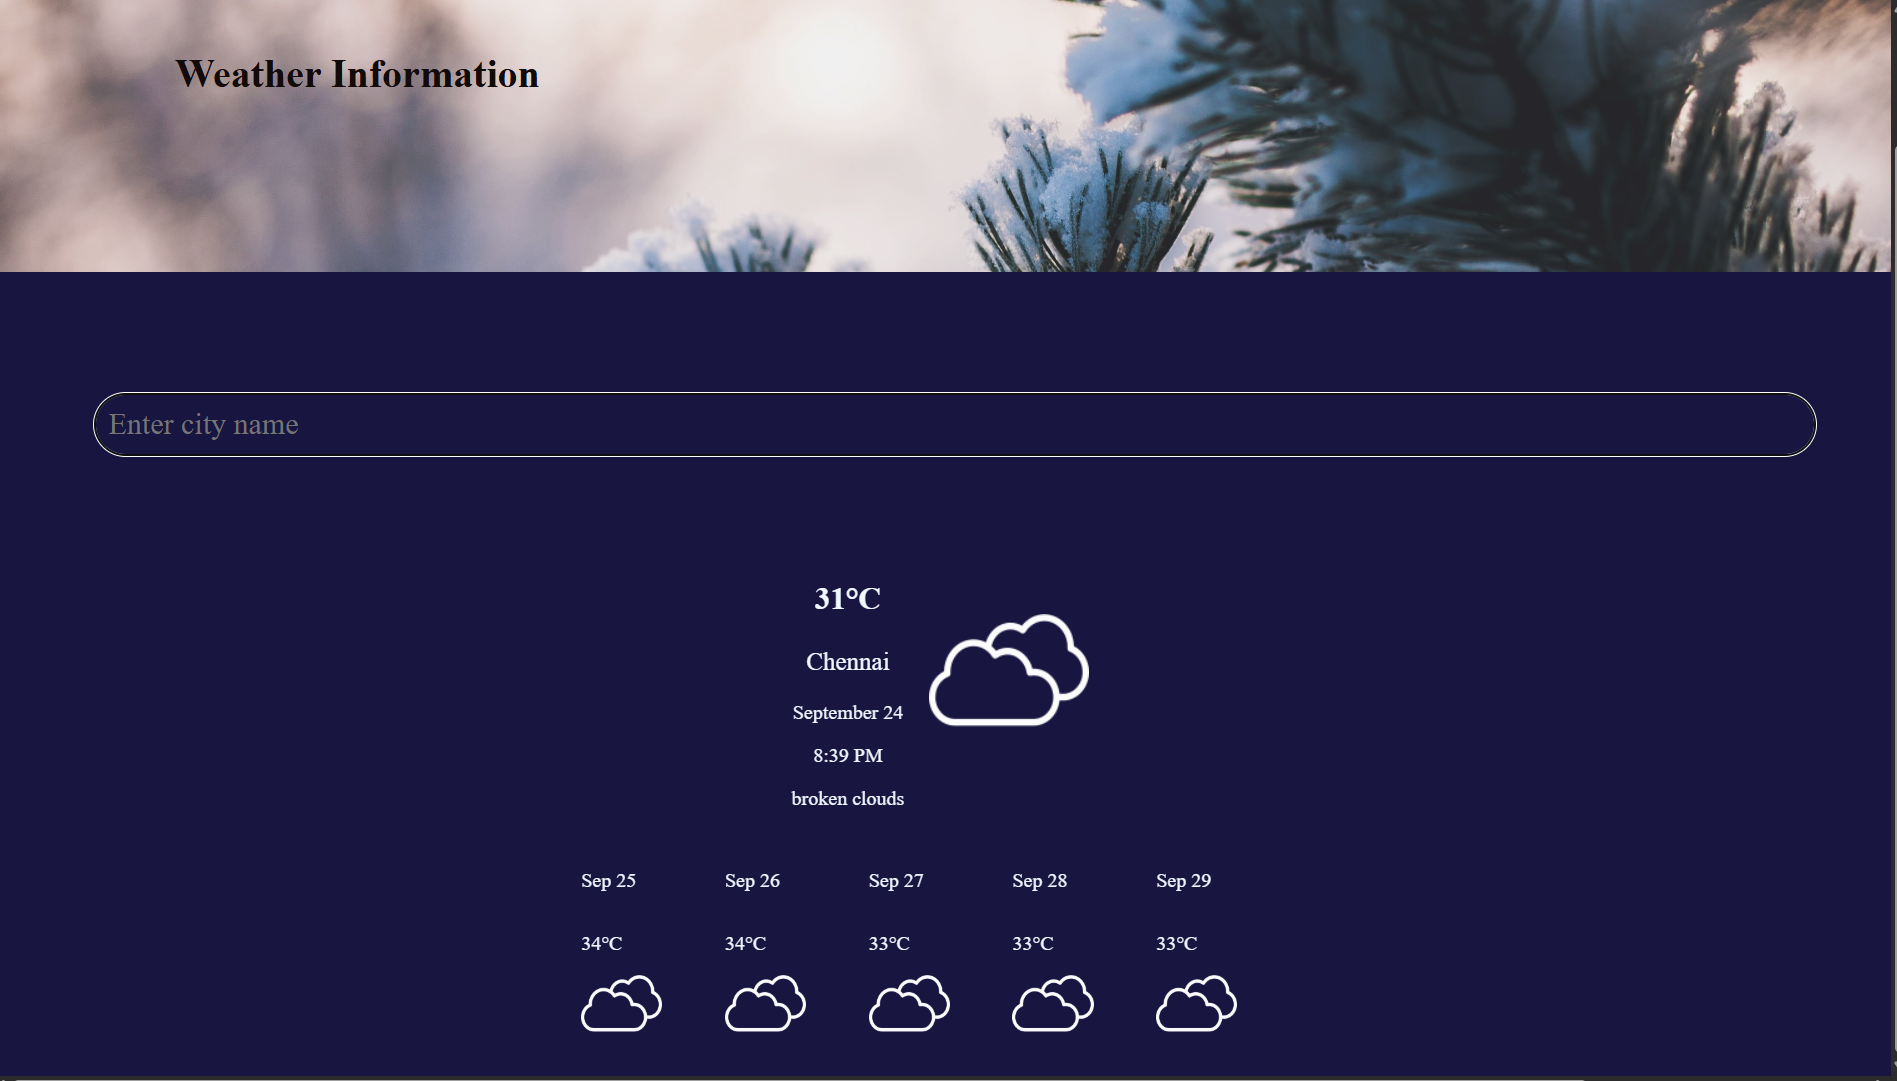 Weather Information
Enter city name
31°C
Chennai
September 24
8:39 PM
broken clouds
Sep 25 Sep 26 Sep 27 Sep 28 Sep 29
34°C 34°C 33°C 33°C 33°C